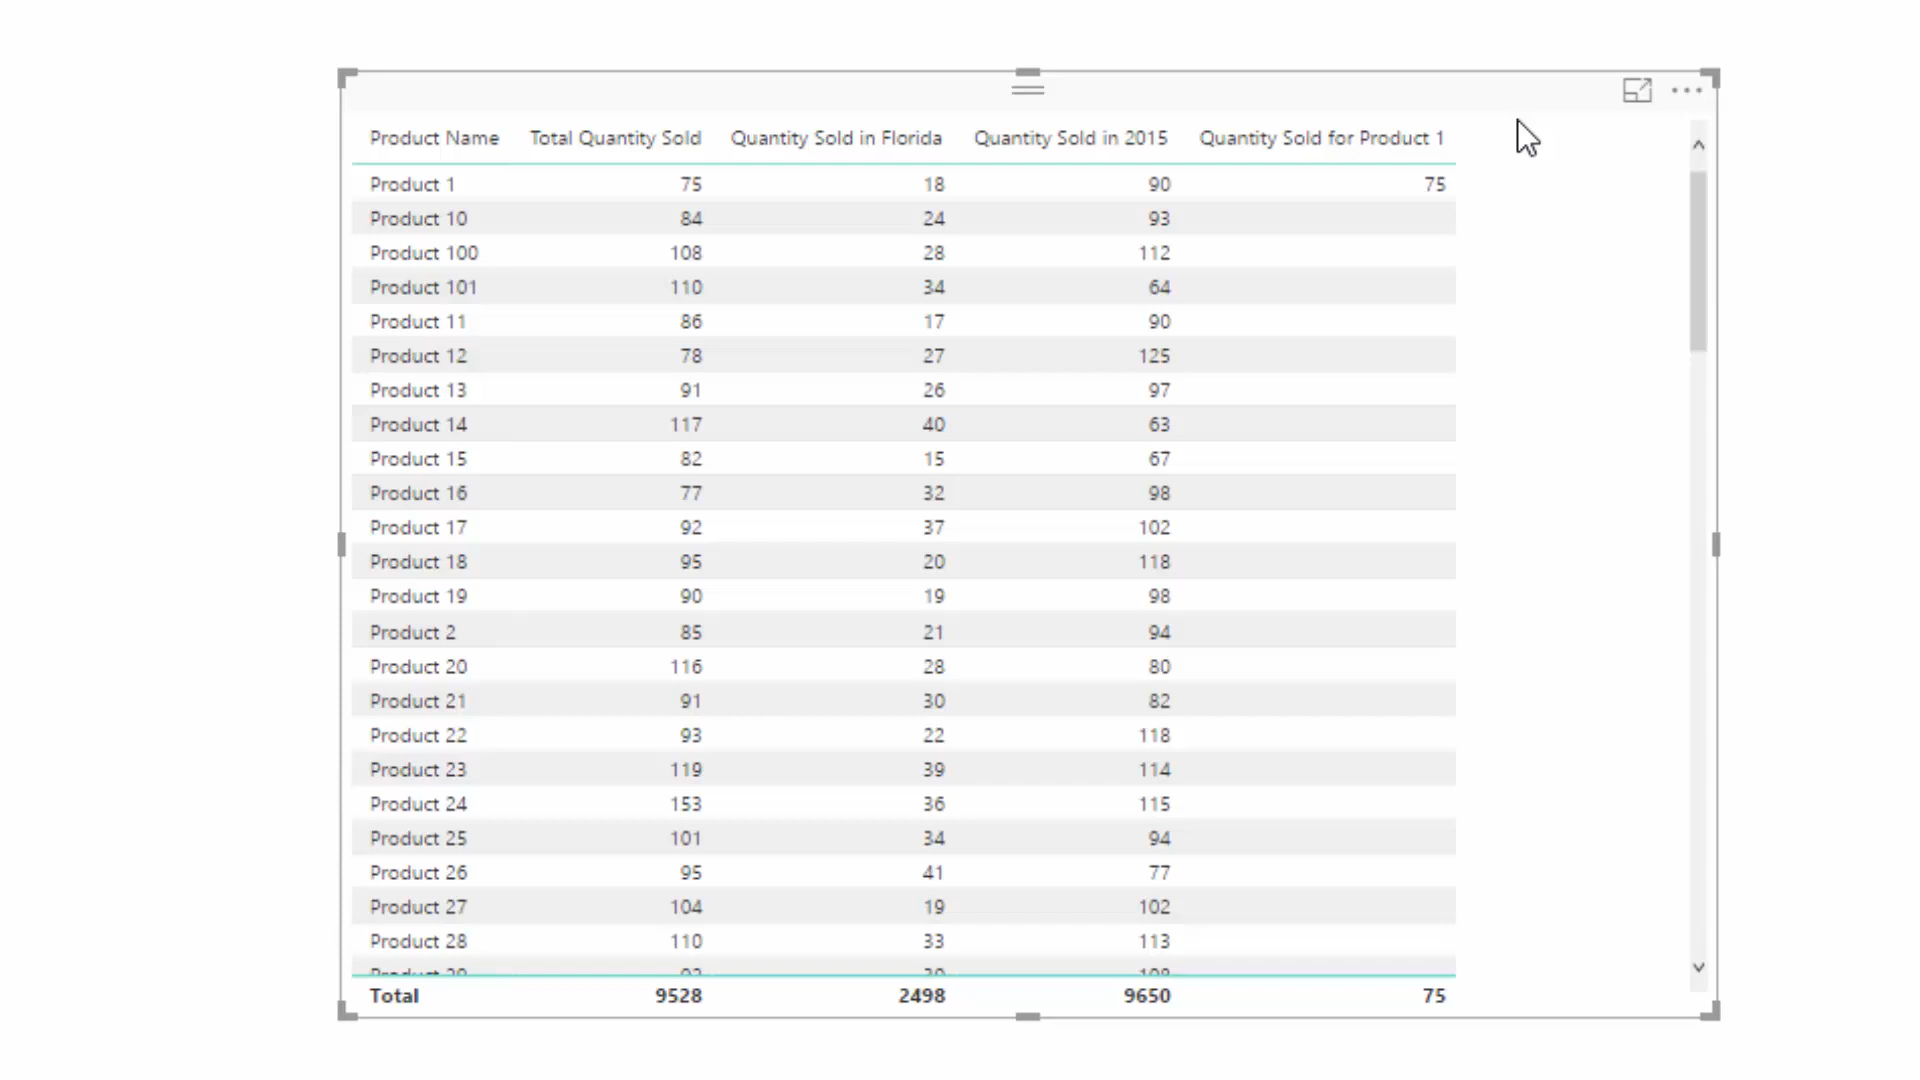 Product Name Total Quantity Sold Quantity Sold in Florida Quantity Sold in 2015 Quantity Sold for Product 1
Product 1 75 18 90 75
Product 10 84 24 93
Product 100 108 28 112
Product 101 110 34 64
Product 11 86 17 90
Product 12 78 27 125
Product 13 91 26 97
Product 14 117 40 63
Product 15 82 15 67
Product 16 77 32 98
Product 17 92 37 102
Product 18 95 20 118
Product 19 90 19 98
Product 2 85 21 94
Product 20 116 28 80
Product 21 91 30 82
Product 22 93 22 118
Product 23 119 39 114
Product 24 153 36 115
Product 25 101 34 94
Product 26 95 41 77
Product 27 104 19 102
Product 28 110 33 113
Total 9528 2498 9650 75